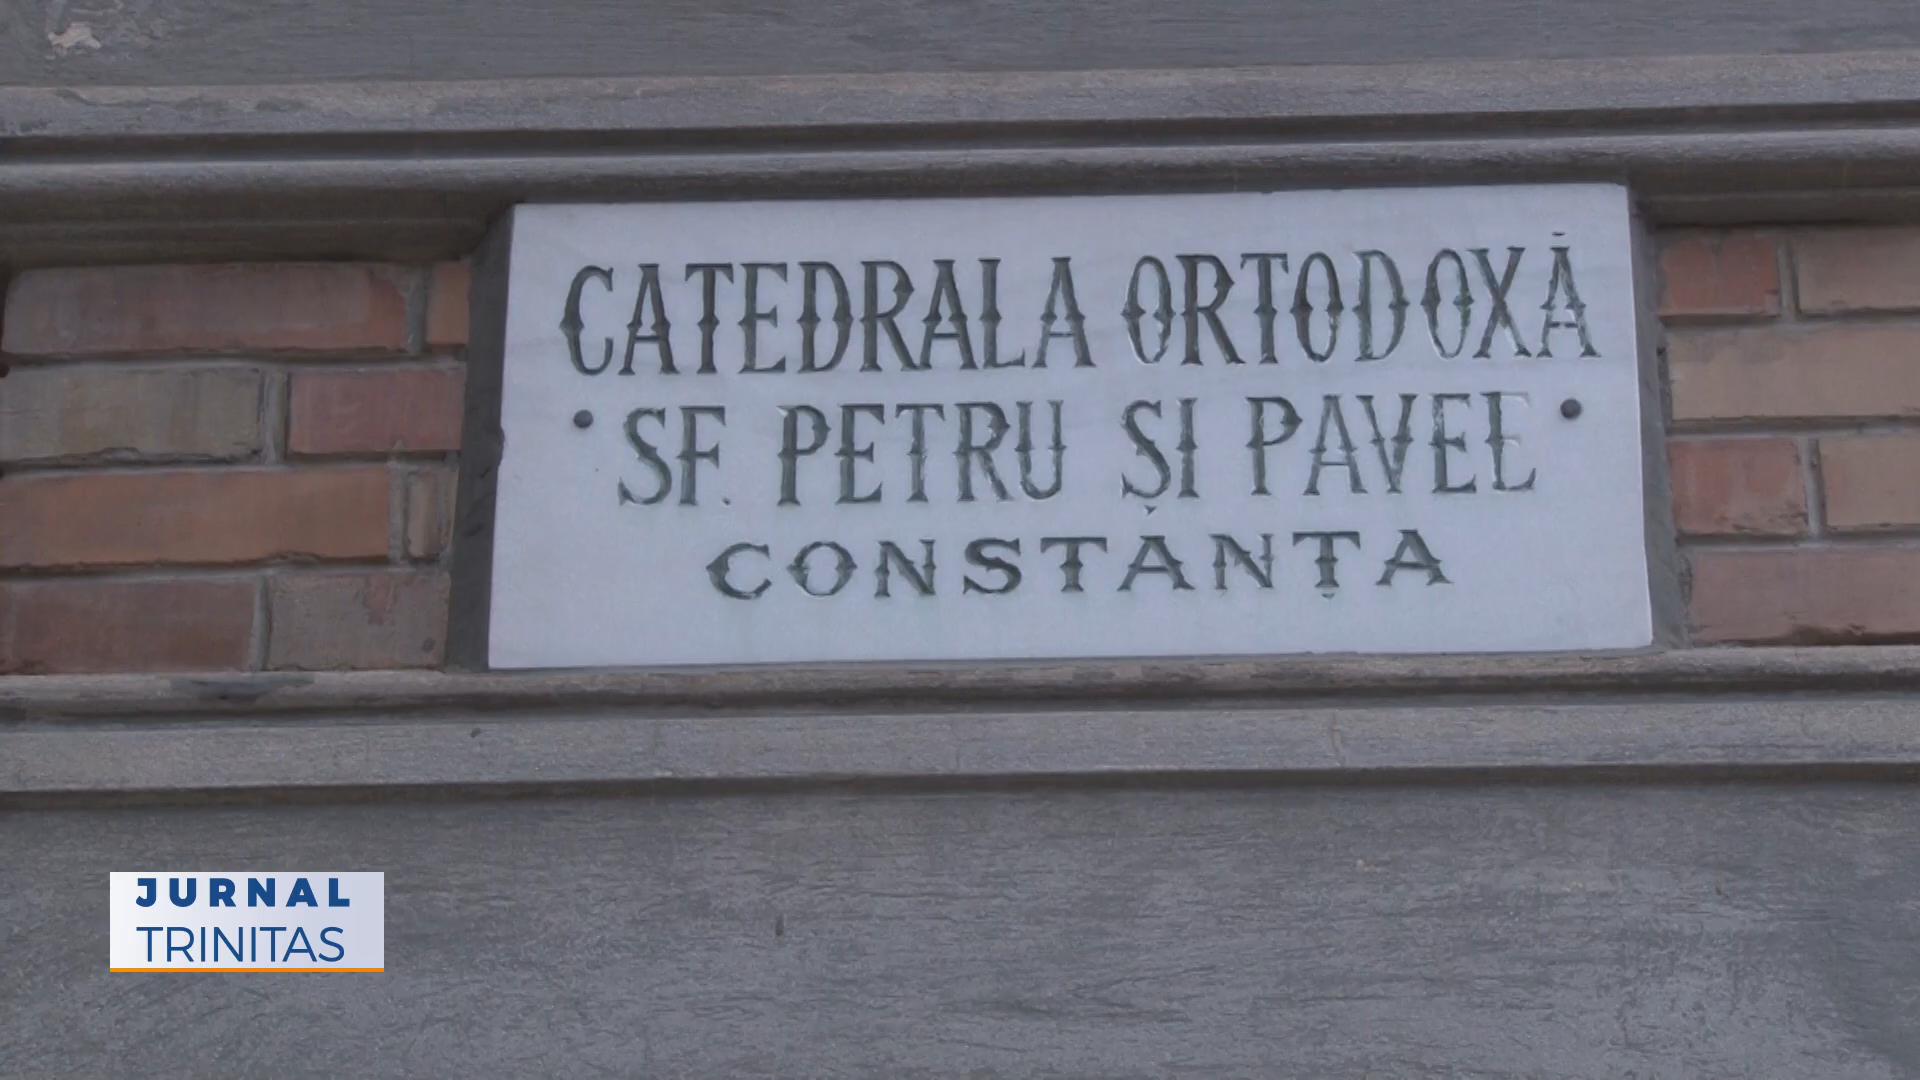 CATEDRALA ORTODOXĂ
SF. PETRU ȘI PAVEL
CONSTANȚA
JURNAL
TRINITAS